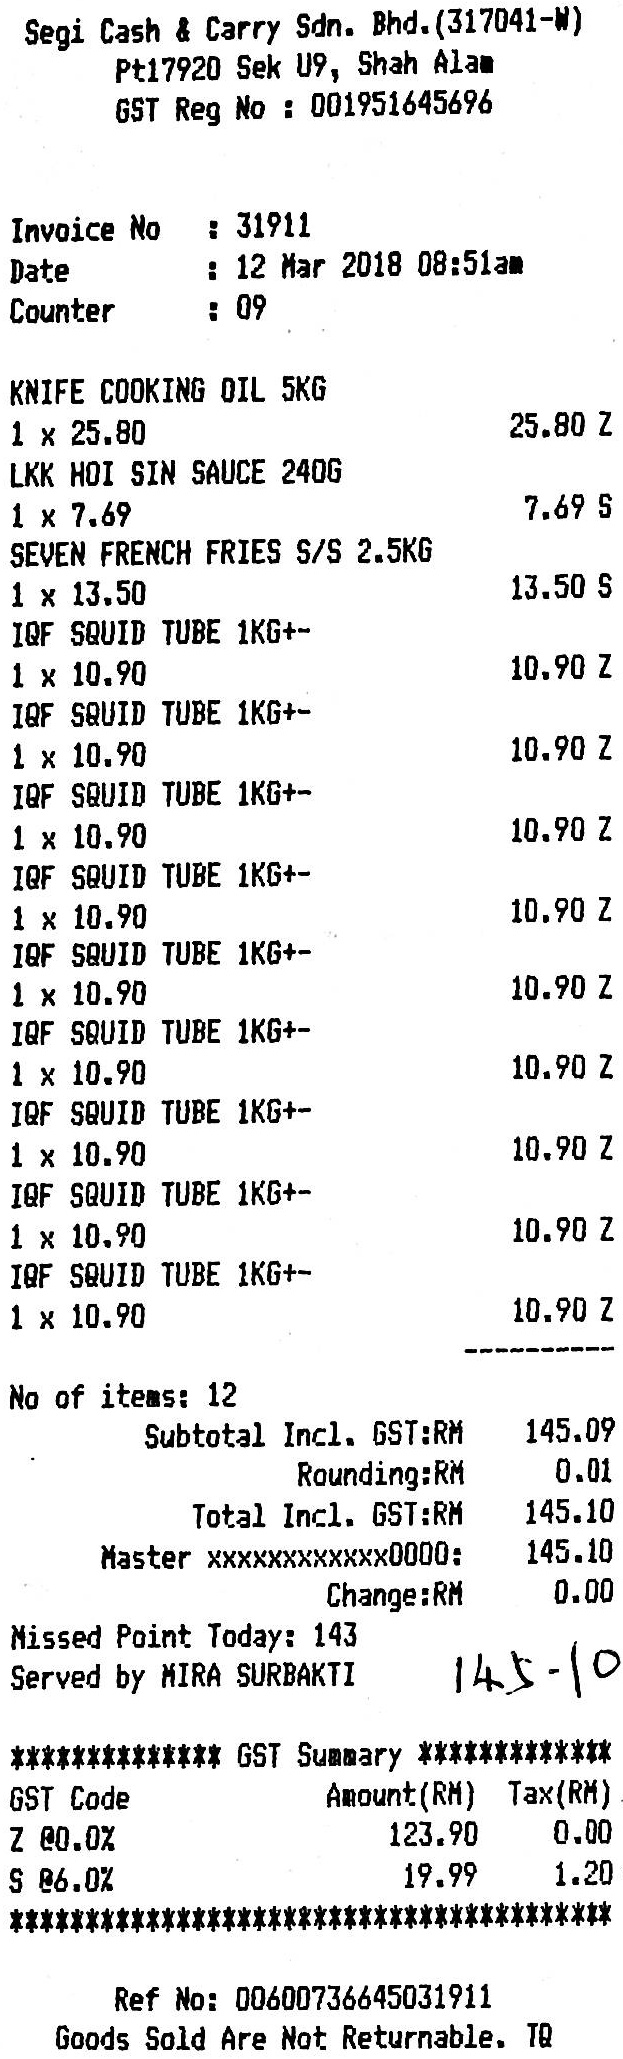 Segi Cash & Carry Sdn. Bhd.(317041-W)
Pt17920 Sek U9, Shah Alam
GST Reg No : 001951645696
Invoice No : 31911
Date : 12 Mar 2018 08:51am
Counter : 09
KNIFE COOKING OIL 5KG
1 x 25.80 25.80 Z
LKK HOI SIN SAUCE 240G
1 x 7.69 7.69 S
SEVEN FRENCH FRIES S/S 2.5KG
1 x 13.50 13.50 S
IQF SQUID TUBE 1KG+-
1 x 10.90 10.90 Z
IQF SQUID TUBE 1KG+-
1 x 10.90 10.90 Z
IQF SQUID TUBE 1KG+-
1 x 10.90 10.90 Z
IQF SQUID TUBE 1KG+-
1 x 10.90 10.90 Z
IQF SQUID TUBE 1KG+-
1 x 10.90 10.90 Z
IQF SQUID TUBE 1KG+-
1 x 10.90 10.90 Z
IQF SQUID TUBE 1KG+-
1 x 10.90 10.90 Z
IQF SQUID TUBE 1KG+-
1 x 10.90 10.90 Z
IQF SQUID TUBE 1KG+-
1 x 10.90 10.90 Z
----------
No of items: 12
Subtotal Incl. GST:RM 145.09
Rounding:RM 0.01
Total Incl. GST:RM 145.10
Master xxxxxxxxxxxx0000: 145.10
Change:RM 0.00
Missed Point Today: 143
Served by MIRA SURBAKTI 145-10
************** GST Summary *************
GST Code Amount(RM) Tax(RM)
Z @0.0% 123.90 0.00
S @6.0% 19.99 1.20
****************************************
Ref No: 00600736645031911
Goods Sold Are Not Returnable. TQ